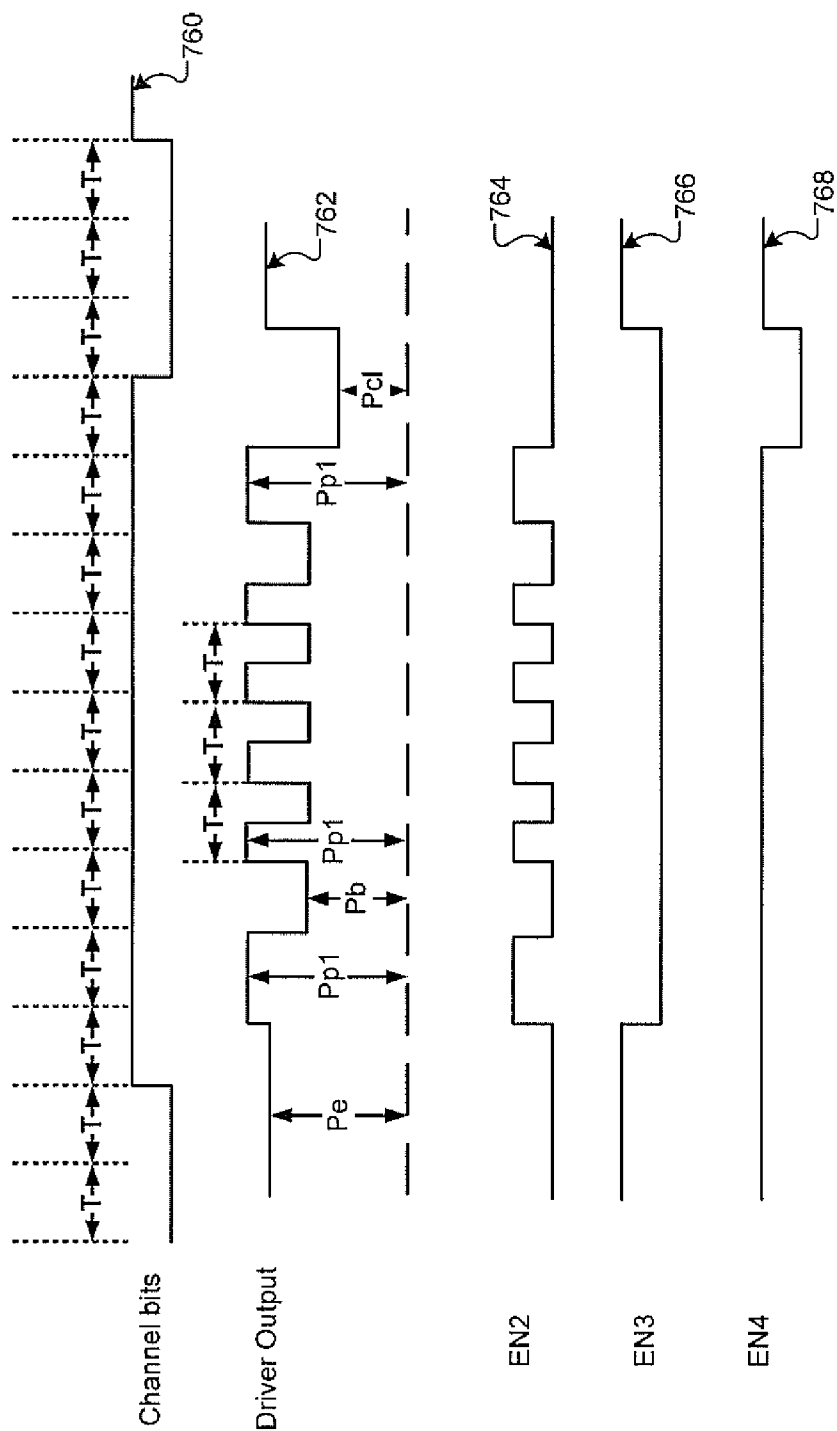 T T T T T T T T T T T T T T
Channel bits
760
T T T
Driver Output
762
Pe
Pp1
Pb
Pp1
Pp1
Pcl
EN2
764
EN3
766
EN4
768